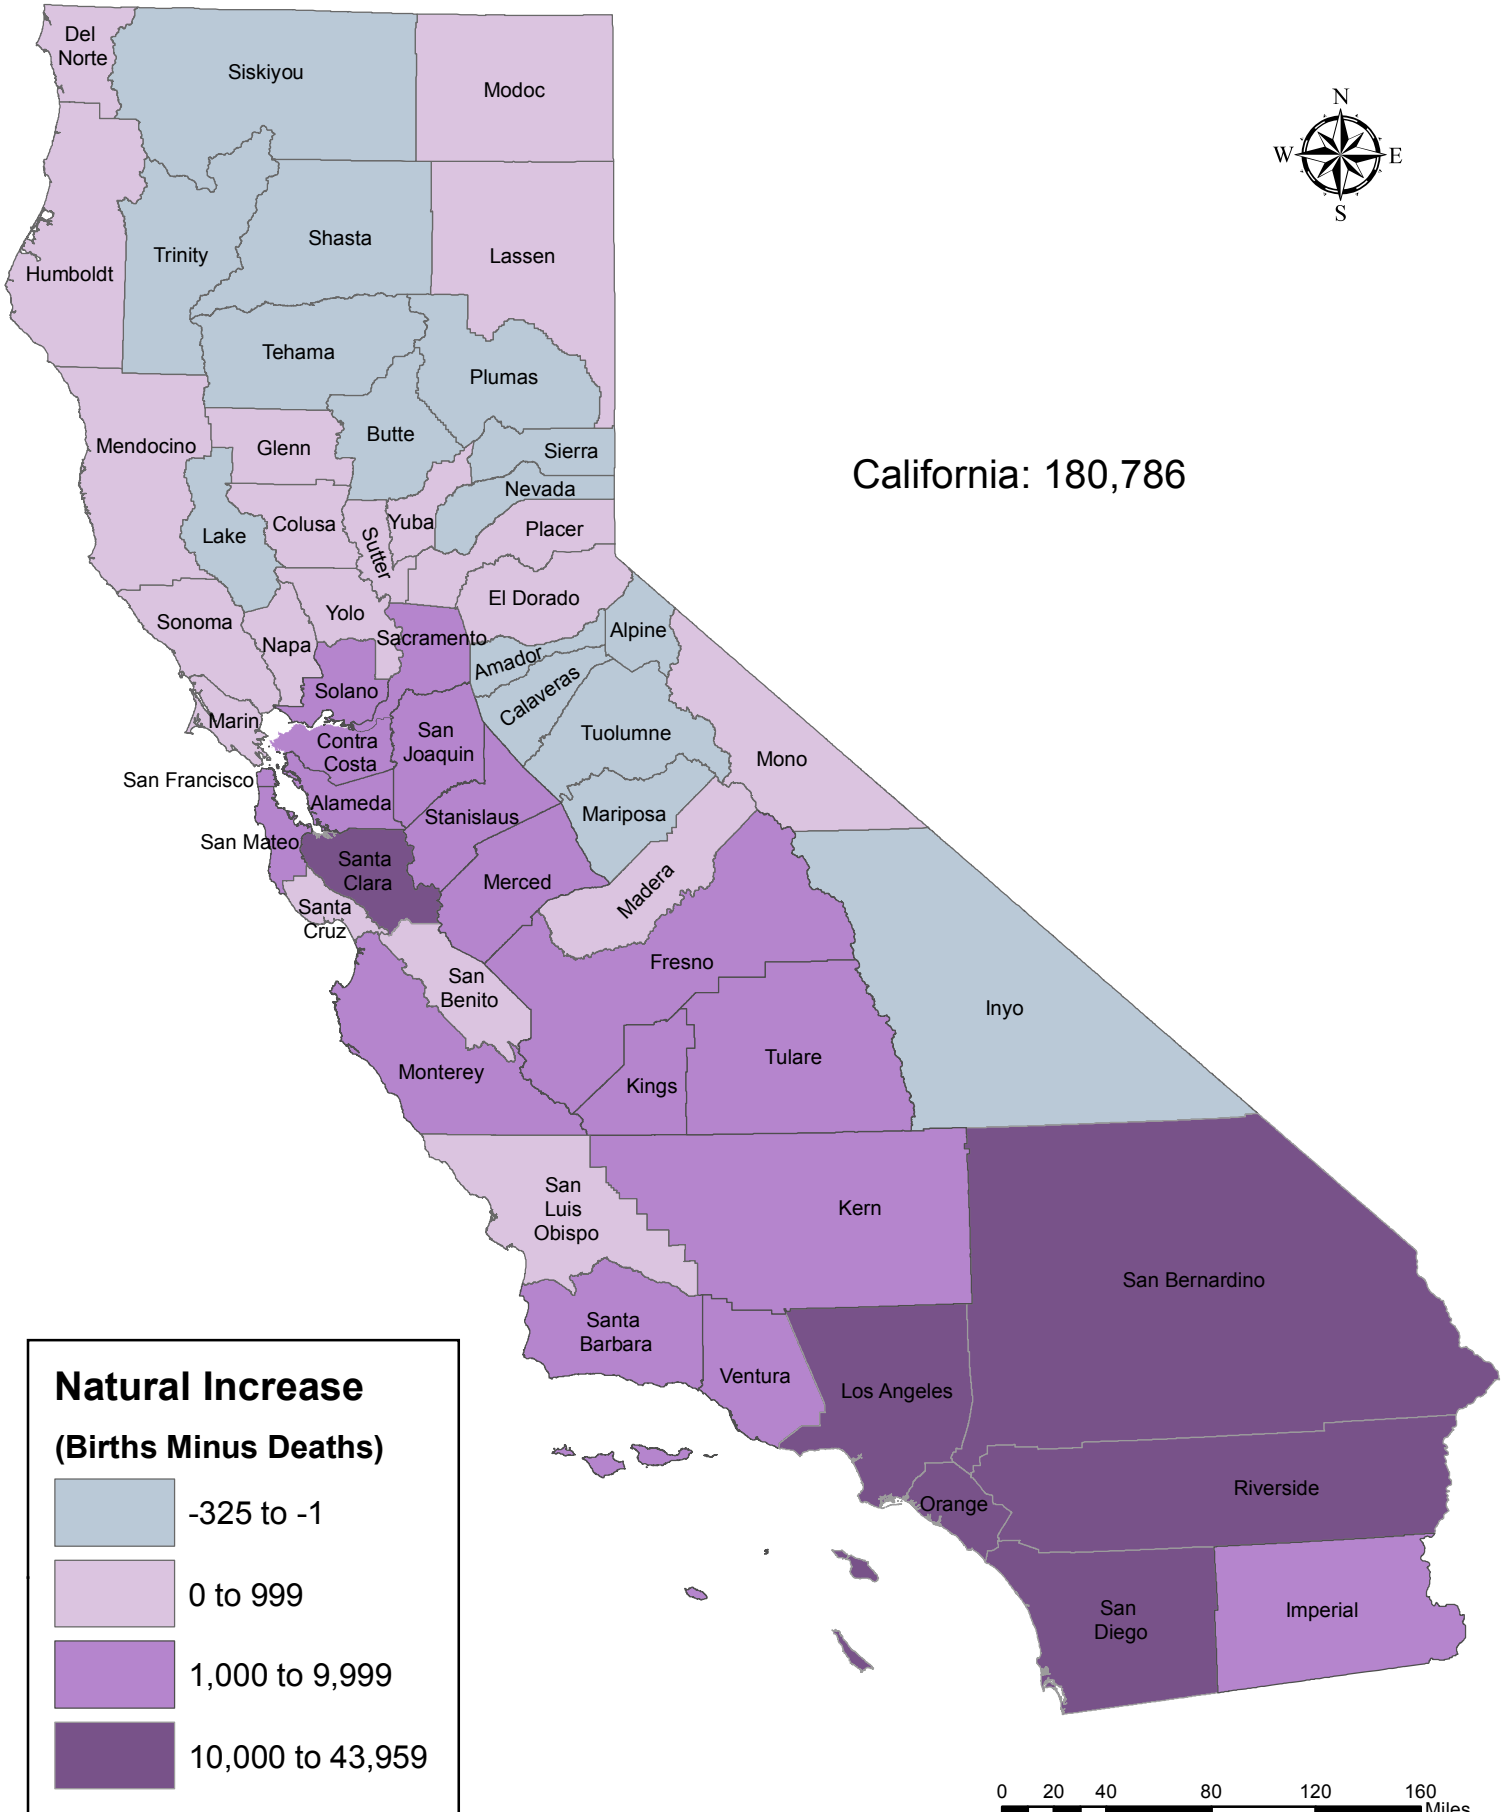 Del
Norte
Siskiyou
Modoc
N
W
E
S
Humboldt
Trinity
Shasta
Lassen
Tehama
Plumas
Mendocino
Glenn
Butte
Sierra
California: 180,786
Nevada
Lake
Colusa
Sutter
Yuba
Placer
El Dorado
Sonoma
Napa
Yolo
Sacramento
Alpine
Amador
Calaveras
Solano
Marin
Contra
Costa
San
Joaquin
Tuolumne
Mono
San Francisco
Alameda
Stanislaus
Mariposa
San Mateo
Santa
Clara
Merced
Madera
Santa
Cruz
Fresno
San
Benito
Inyo
Monterey
Kings
Tulare
San
Luis
Obispo
Kern
San Bernardino
Santa
Barbara
Ventura
Los Angeles
Riverside
Orange
San
Diego
Imperial
Natural Increase
(Births Minus Deaths)
-325 to -1
0 to 999
1,000 to 9,999
10,000 to 43,959
0 20 40 80 120 160
Miles